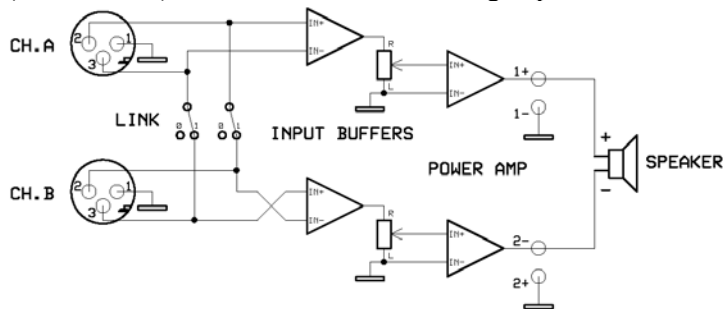 CH.A
2
1
3
IN+
IN-
R
L
IN+
IN-
1+
1-
LINK
0
1
0
1
INPUT BUFFERS
POWER AMP
+
SPEAKER
-
CH.B
2
1
3
IN+
IN-
R
L
IN+
IN-
2-
2+